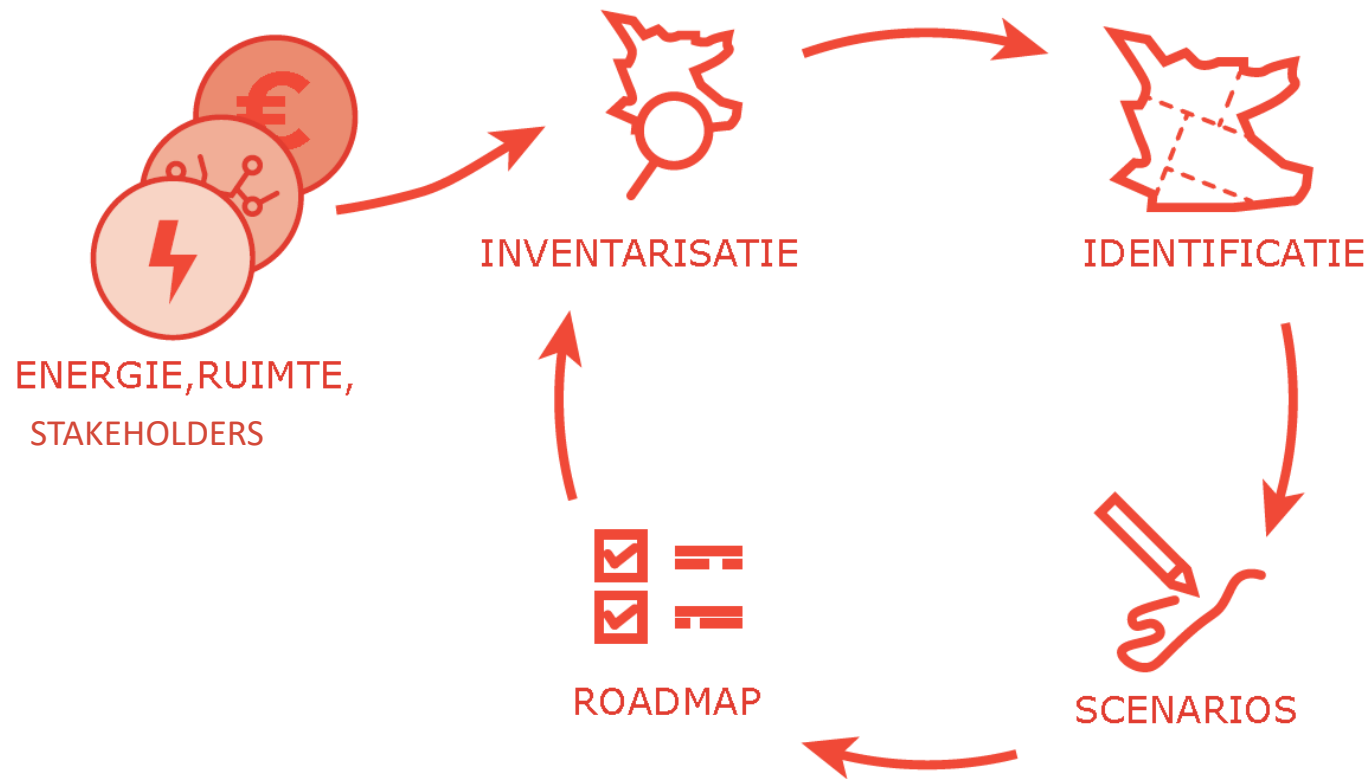 INVENTARISATIE
IDENTIFICATIE
ENERGIE,RUIMTE,
STAKEHOLDERS
ROADMAP
SCENARIOS
€